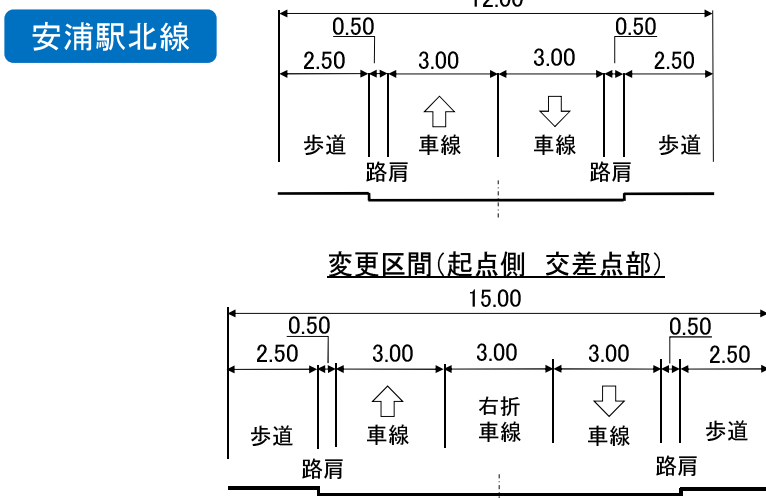 安浦駅北線
12.00
0.50 0.50
2.50 3.00 3.00 2.50
歩道 車線 車線 歩道
路肩 路肩
変更区間（起点側　交差点部）
15.00
0.50 0.50
2.50 3.00 3.00 3.00 2.50
歩道 車線 右折 車線 歩道
車線
路肩 路肩